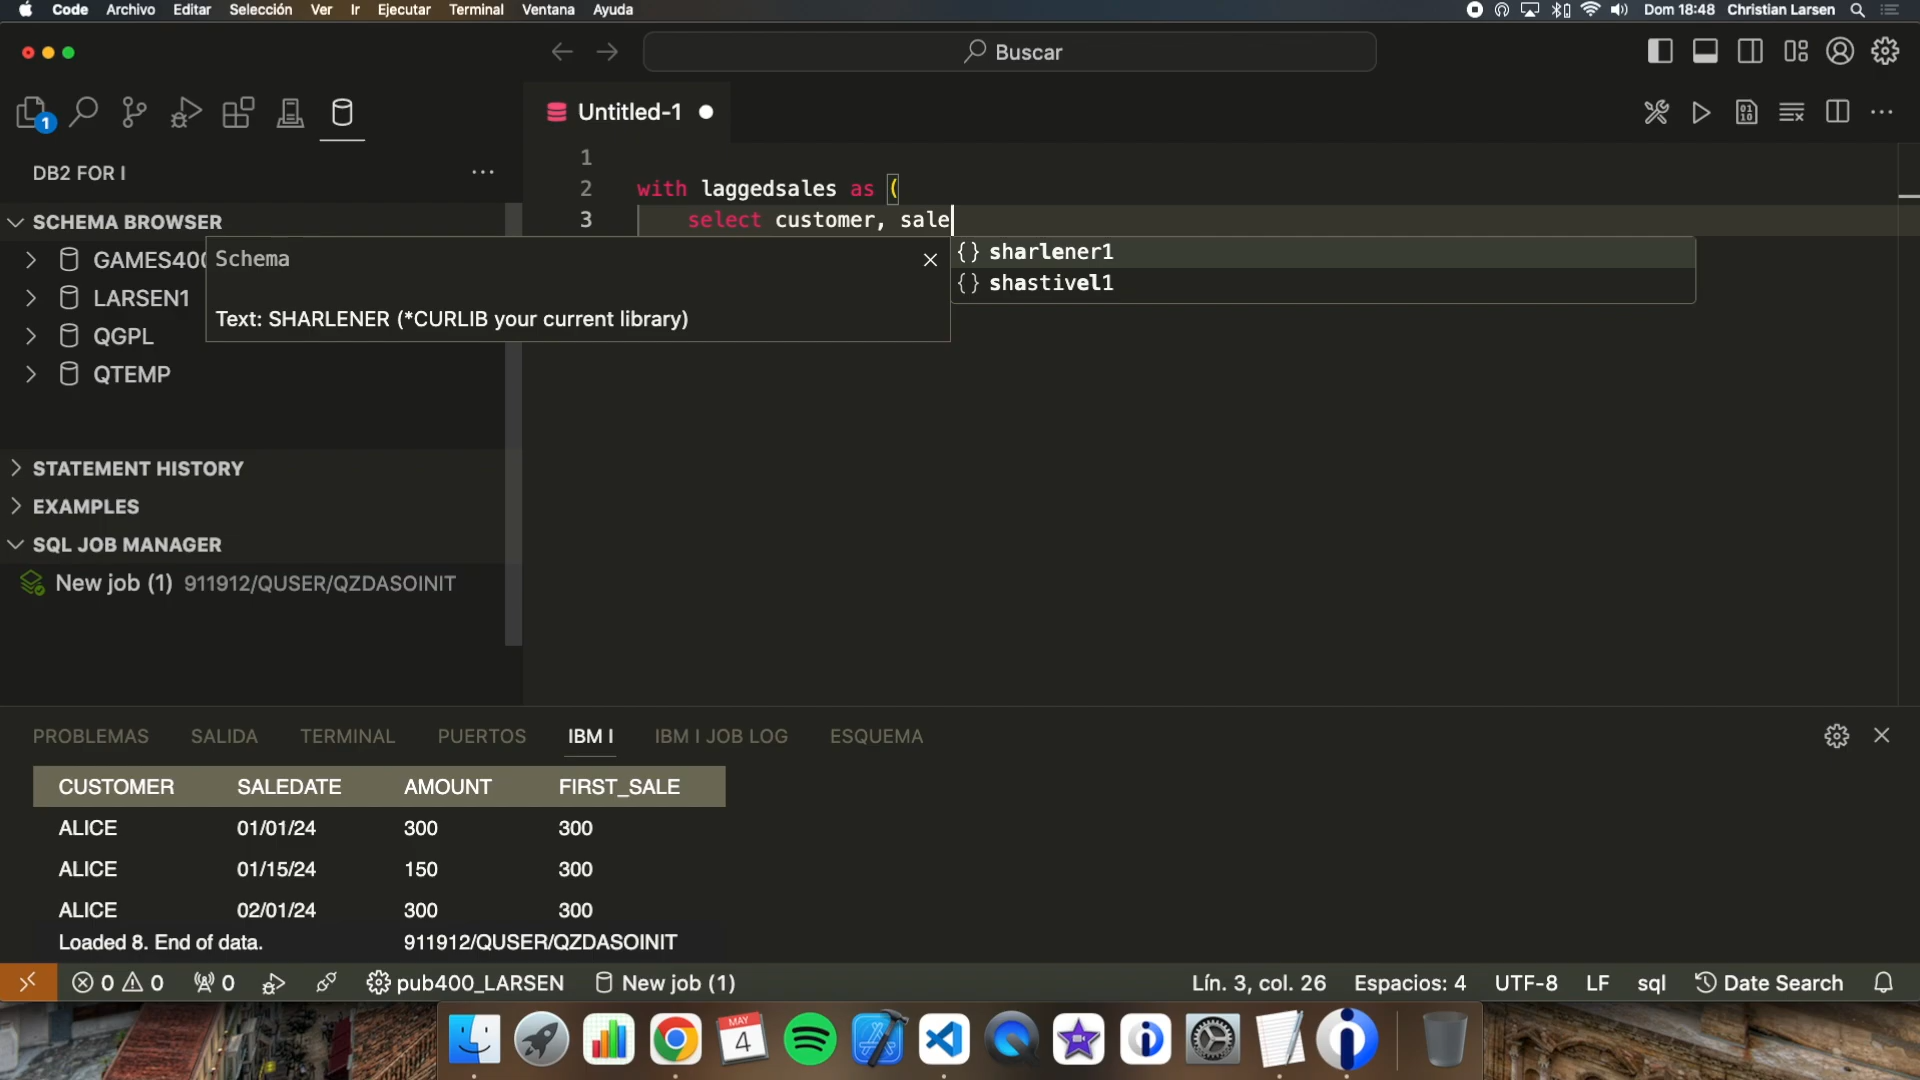 Code Archivo Editar Selección Ver Ir Ejecutar Terminal Ventana Ayuda Dom 18:48 Christian Larsen
Buscar
1
Untitled-1
DB2 FOR I
SCHEMA BROWSER
GAMES400
LARSEN1
QGPL
QTEMP
STATEMENT HISTORY
EXAMPLES
SQL JOB MANAGER
New job (1) 911912/QUSER/QZDASOINIT
1
2 with laggedsales as (
3 select customer, sale
Schema
Text: SHARLENER (*CURLIB your current library)
{} sharlener1
{} shastivel1
PROBLEMAS SALIDA TERMINAL PUERTOS IBM I IBM I JOB LOG ESQUEMA
CUSTOMER SALEDATE AMOUNT FIRST_SALE
ALICE 01/01/24 300 300
ALICE 01/15/24 150 300
ALICE 02/01/24 300 300
Loaded 8. End of data. 911912/QUSER/QZDASOINIT
0 0 0 pub400_LARSEN New job (1) Lín. 3, col. 26 Espacios: 4 UTF-8 LF sql Date Search
MAY
4